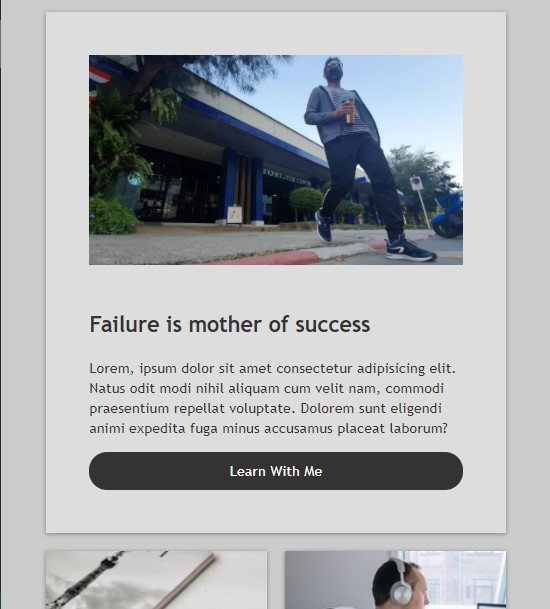 Failure is mother of success
Lorem, ipsum dolor sit amet consectetur adipisicing elit.
Natus odit modi nihil aliquam cum velit nam, commodi
praesentium repellat voluptate. Dolorem sunt eligendi
animi expedita fuga minus accusamus placeat laborum?
Learn With Me